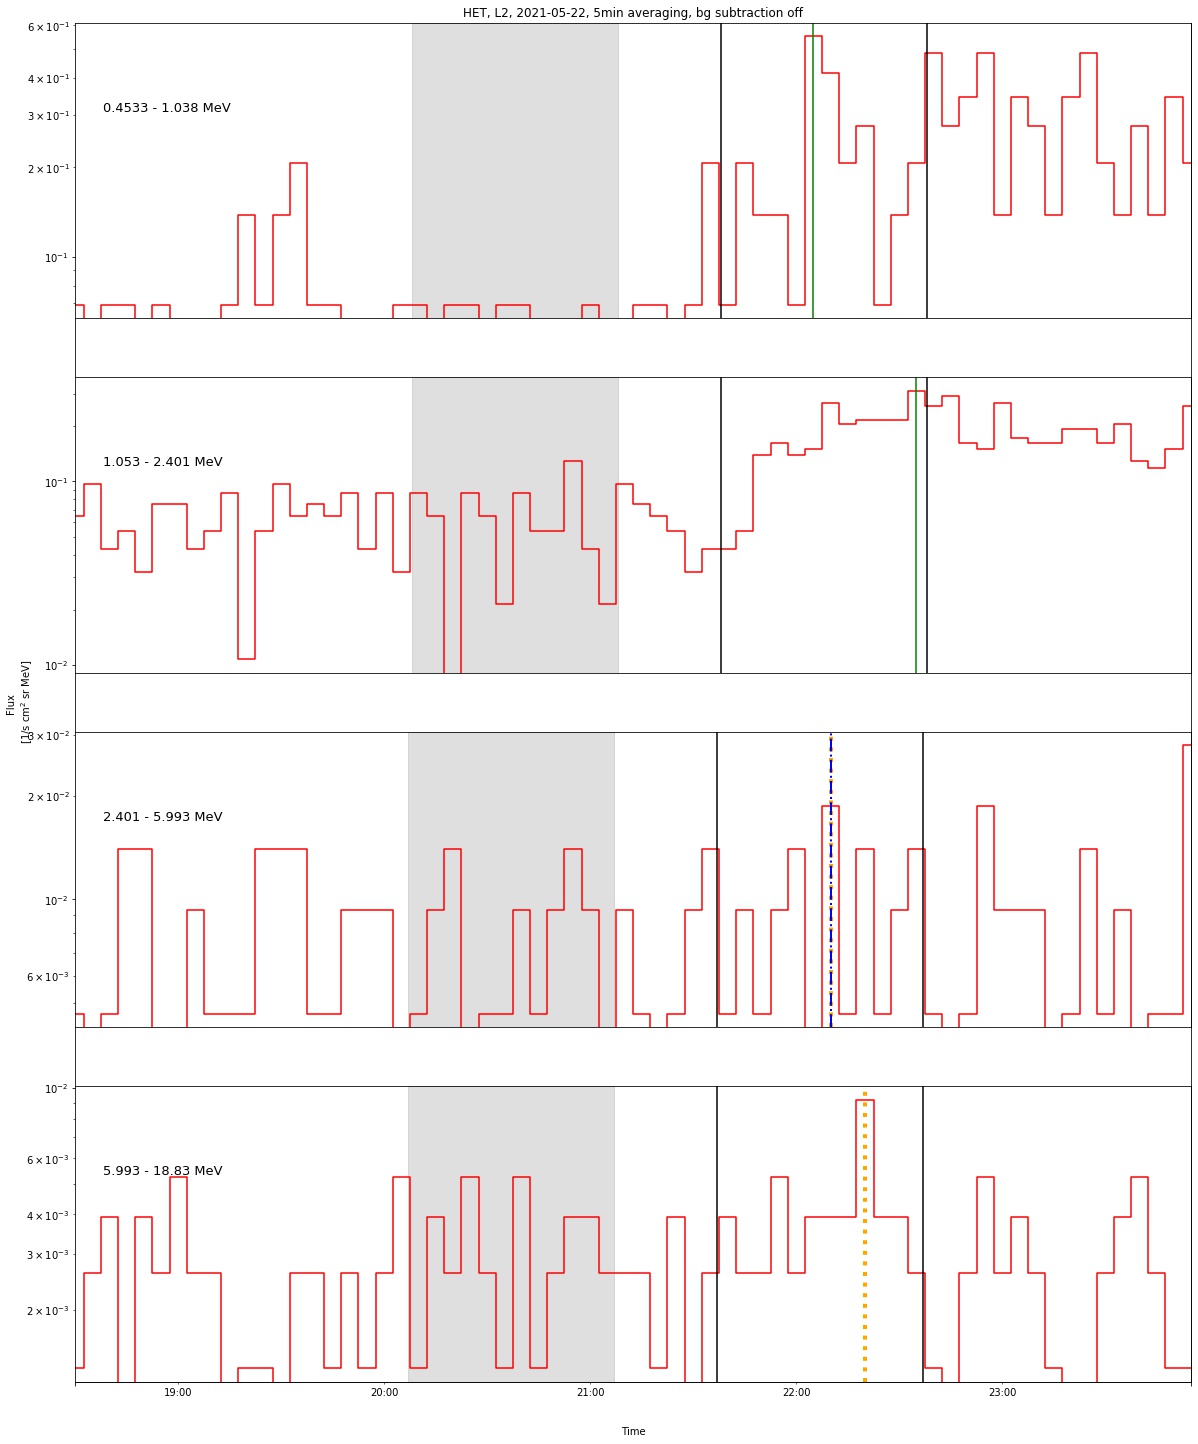 HET, L2, 2021-05-22, 5min averaging, bg subtraction off
6 × 10⁻¹
4 × 10⁻¹
3 × 10⁻¹
2 × 10⁻¹
10⁻¹
0.4533 - 1.038 MeV
10⁻¹
10⁻²
1.053 - 2.401 MeV
Flux
[1/s cm² sr MeV]
3 × 10⁻²
2 × 10⁻²
10⁻²
6 × 10⁻³
2.401 - 5.993 MeV
10⁻²
6 × 10⁻³
4 × 10⁻³
3 × 10⁻³
2 × 10⁻³
5.993 - 18.83 MeV
19:00 20:00 21:00 22:00 23:00
Time